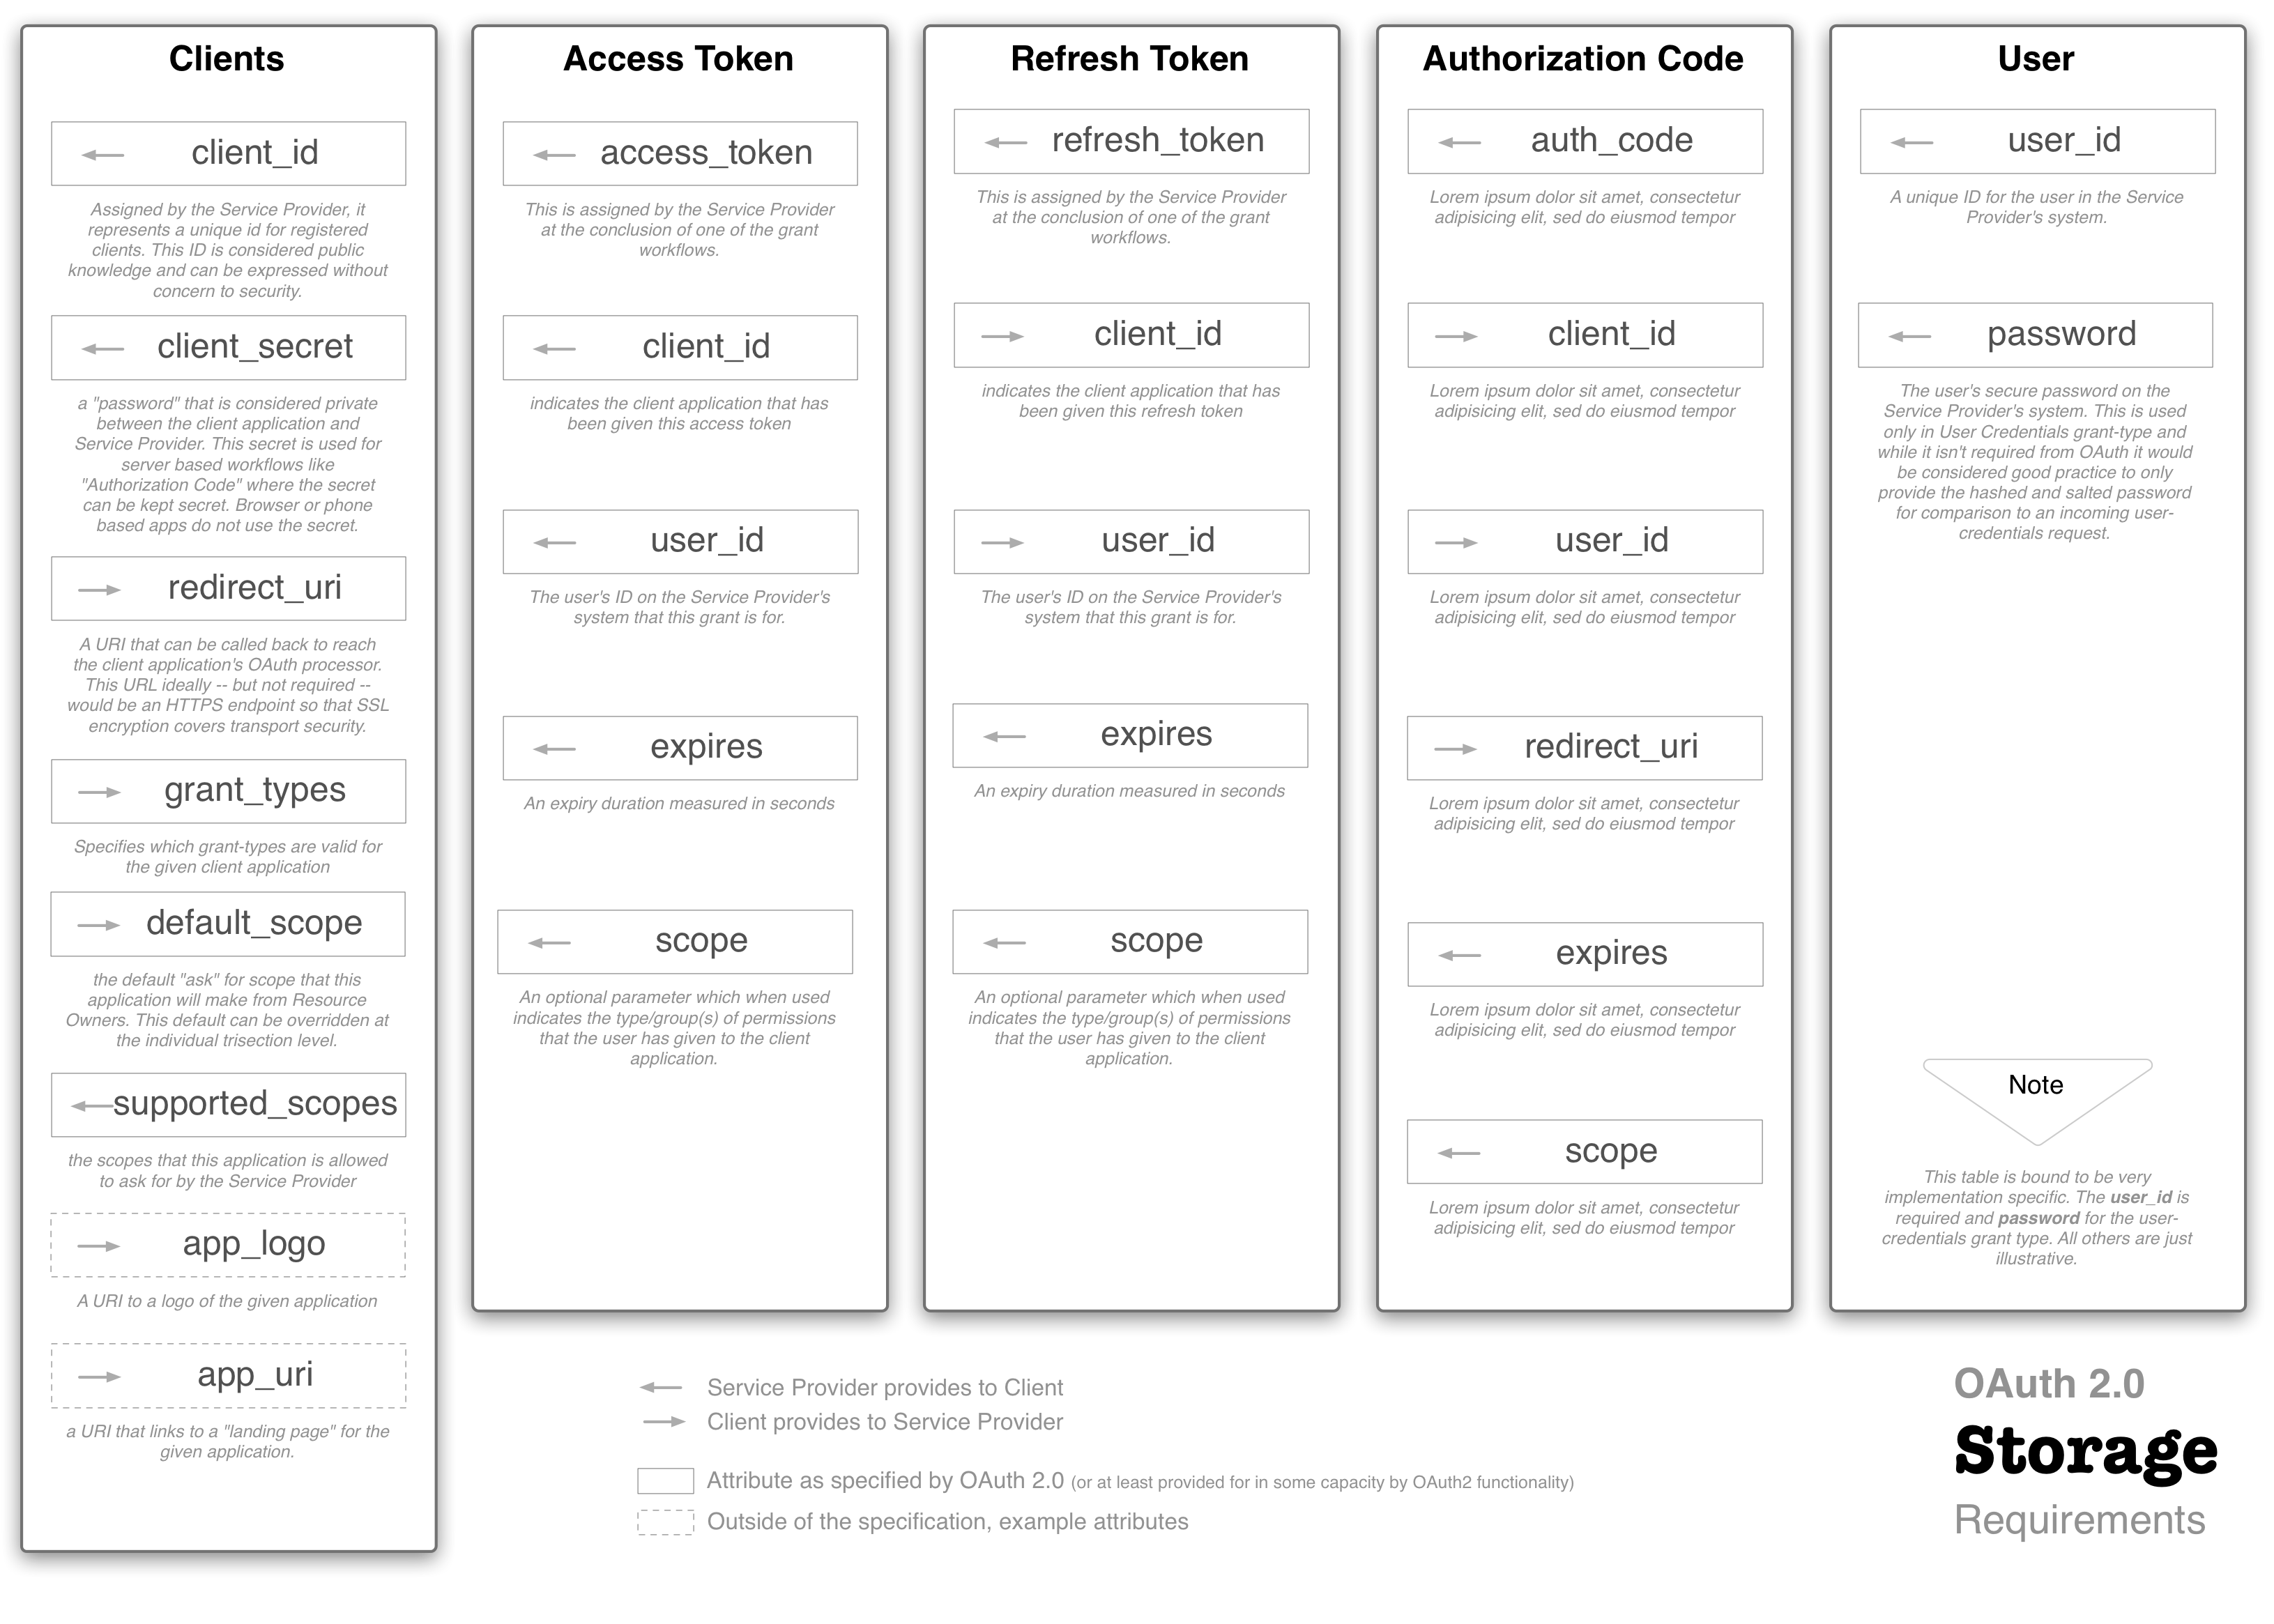 Clients
client_id
Assigned by the Service Provider, it
represents a unique id for registered
clients. This ID is considered public
knowledge and can be expressed without
concern to security.
client_secret
a "password" that is considered private
between the client application and
Service Provider. This secret is used for
server based workflows like
"Authorization Code" where the secret
can be kept secret. Browser or phone
based apps do not use the secret.
redirect_uri
A URI that can be called back to reach
the client application's OAuth processor.
This URL ideally -- but not required --
would be an HTTPS endpoint so that SSL
encryption covers transport security.
grant_types
Specifies which grant-types are valid for
the given client application
default_scope
the default "ask" for scope that this
application will make from Resource
Owners. This default can be overridden at
the individual trisection level.
supported_scopes
the scopes that this application is allowed
to ask for by the Service Provider
app_logo
A URI to a logo of the given application
app_uri
a URI that links to a "landing page" for the
given application.
Access Token
access_token
This is assigned by the Service Provider
at the conclusion of one of the grant
workflows.
client_id
indicates the client application that has
been given this access token
user_id
The user's ID on the Service Provider's
system that this grant is for.
expires
An expiry duration measured in seconds
scope
An optional parameter which when used
indicates the type/group(s) of permissions
that the user has given to the client
application.
Refresh Token
refresh_token
This is assigned by the Service Provider
at the conclusion of one of the grant
workflows.
client_id
indicates the client application that has
been given this refresh token
user_id
The user's ID on the Service Provider's
system that this grant is for.
expires
An expiry duration measured in seconds
scope
An optional parameter which when used
indicates the type/group(s) of permissions
that the user has given to the client
application.
Authorization Code
auth_code
Lorem ipsum dolor sit amet, consectetur
adipisicing elit, sed do eiusmod tempor
client_id
Lorem ipsum dolor sit amet, consectetur
adipisicing elit, sed do eiusmod tempor
user_id
Lorem ipsum dolor sit amet, consectetur
adipisicing elit, sed do eiusmod tempor
redirect_uri
Lorem ipsum dolor sit amet, consectetur
adipisicing elit, sed do eiusmod tempor
expires
Lorem ipsum dolor sit amet, consectetur
adipisicing elit, sed do eiusmod tempor
scope
Lorem ipsum dolor sit amet, consectetur
adipisicing elit, sed do eiusmod tempor
User
user_id
A unique ID for the user in the Service
Provider's system.
password
The user's secure password on the
Service Provider's system. This is used
only in User Credentials grant-type and
while it isn't required from OAuth it would
be considered good practice to only
provide the hashed and salted password
for comparison to an incoming user-
credentials request.
Note
This table is bound to be very
implementation specific. The user_id is
required and password for the user-
credentials grant type. All others are just
illustrative.
Service Provider provides to Client
Client provides to Service Provider
Attribute as specified by OAuth 2.0 (or at least provided for in some capacity by OAuth2 functionality)
Outside of the specification, example attributes
OAuth 2.0
Storage
Requirements